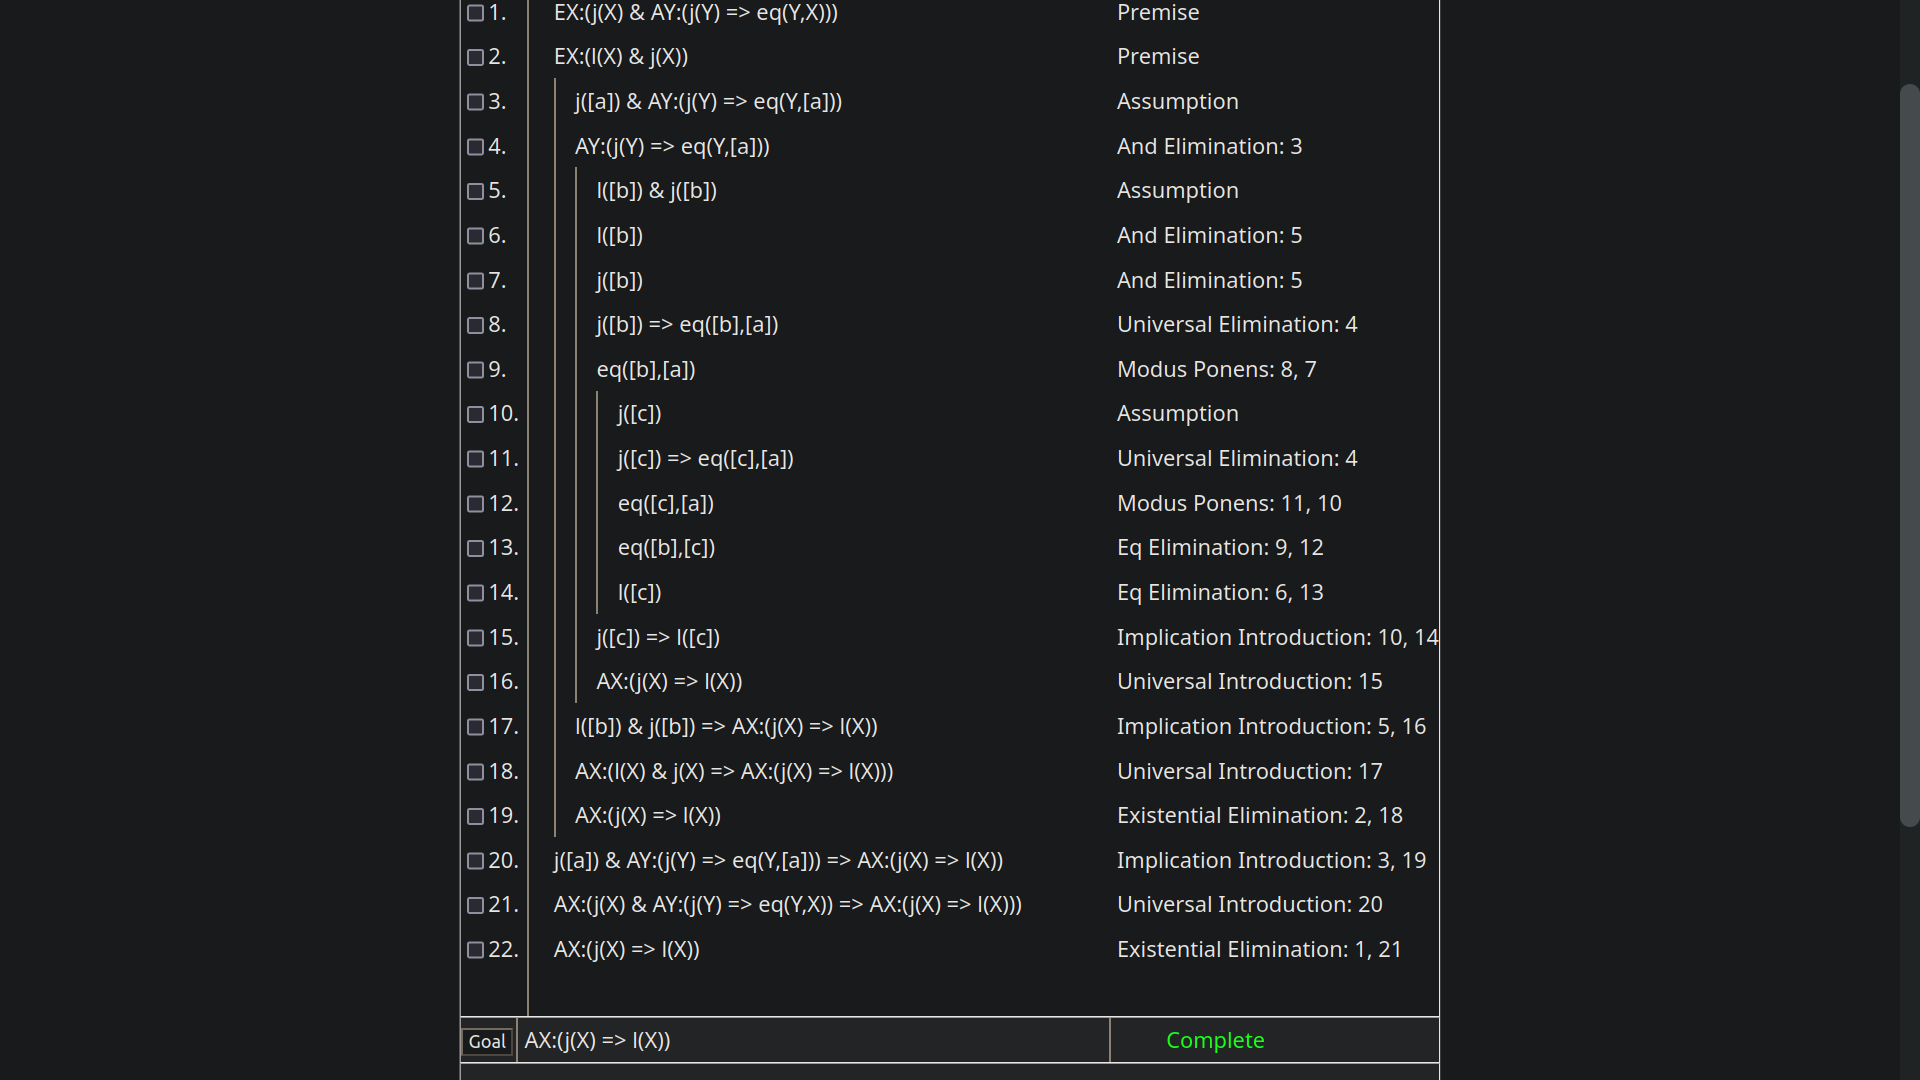 1. EX:(j(X) & AY:(j(Y) => eq(Y,X))) Premise
2. EX:(l(X) & j(X)) Premise
3. j([a]) & AY:(j(Y) => eq(Y,[a])) Assumption
4. AY:(j(Y) => eq(Y,[a])) And Elimination: 3
5. l([b]) & j([b]) Assumption
6. l([b]) And Elimination: 5
7. j([b]) And Elimination: 5
8. j([b]) => eq([b],[a]) Universal Elimination: 4
9. eq([b],[a]) Modus Ponens: 8, 7
10. j([c]) Assumption
11. j([c]) => eq([c],[a]) Universal Elimination: 4
12. eq([c],[a]) Modus Ponens: 11, 10
13. eq([b],[c]) Eq Elimination: 9, 12
14. l([c]) Eq Elimination: 6, 13
15. j([c]) => l([c]) Implication Introduction: 10, 14
16. AX:(j(X) => l(X)) Universal Introduction: 15
17. l([b]) & j([b]) => AX:(j(X) => l(X)) Implication Introduction: 5, 16
18. AX:(l(X) & j(X) => AX:(j(X) => l(X))) Universal Introduction: 17
19. AX:(j(X) => l(X)) Existential Elimination: 2, 18
20. j([a]) & AY:(j(Y) => eq(Y,[a])) => AX:(j(X) => l(X)) Implication Introduction: 3, 19
21. AX:(j(X) & AY:(j(Y) => eq(Y,X)) => AX:(j(X) => l(X))) Universal Introduction: 20
22. AX:(j(X) => l(X)) Existential Elimination: 1, 21
Goal AX:(j(X) => l(X)) Complete